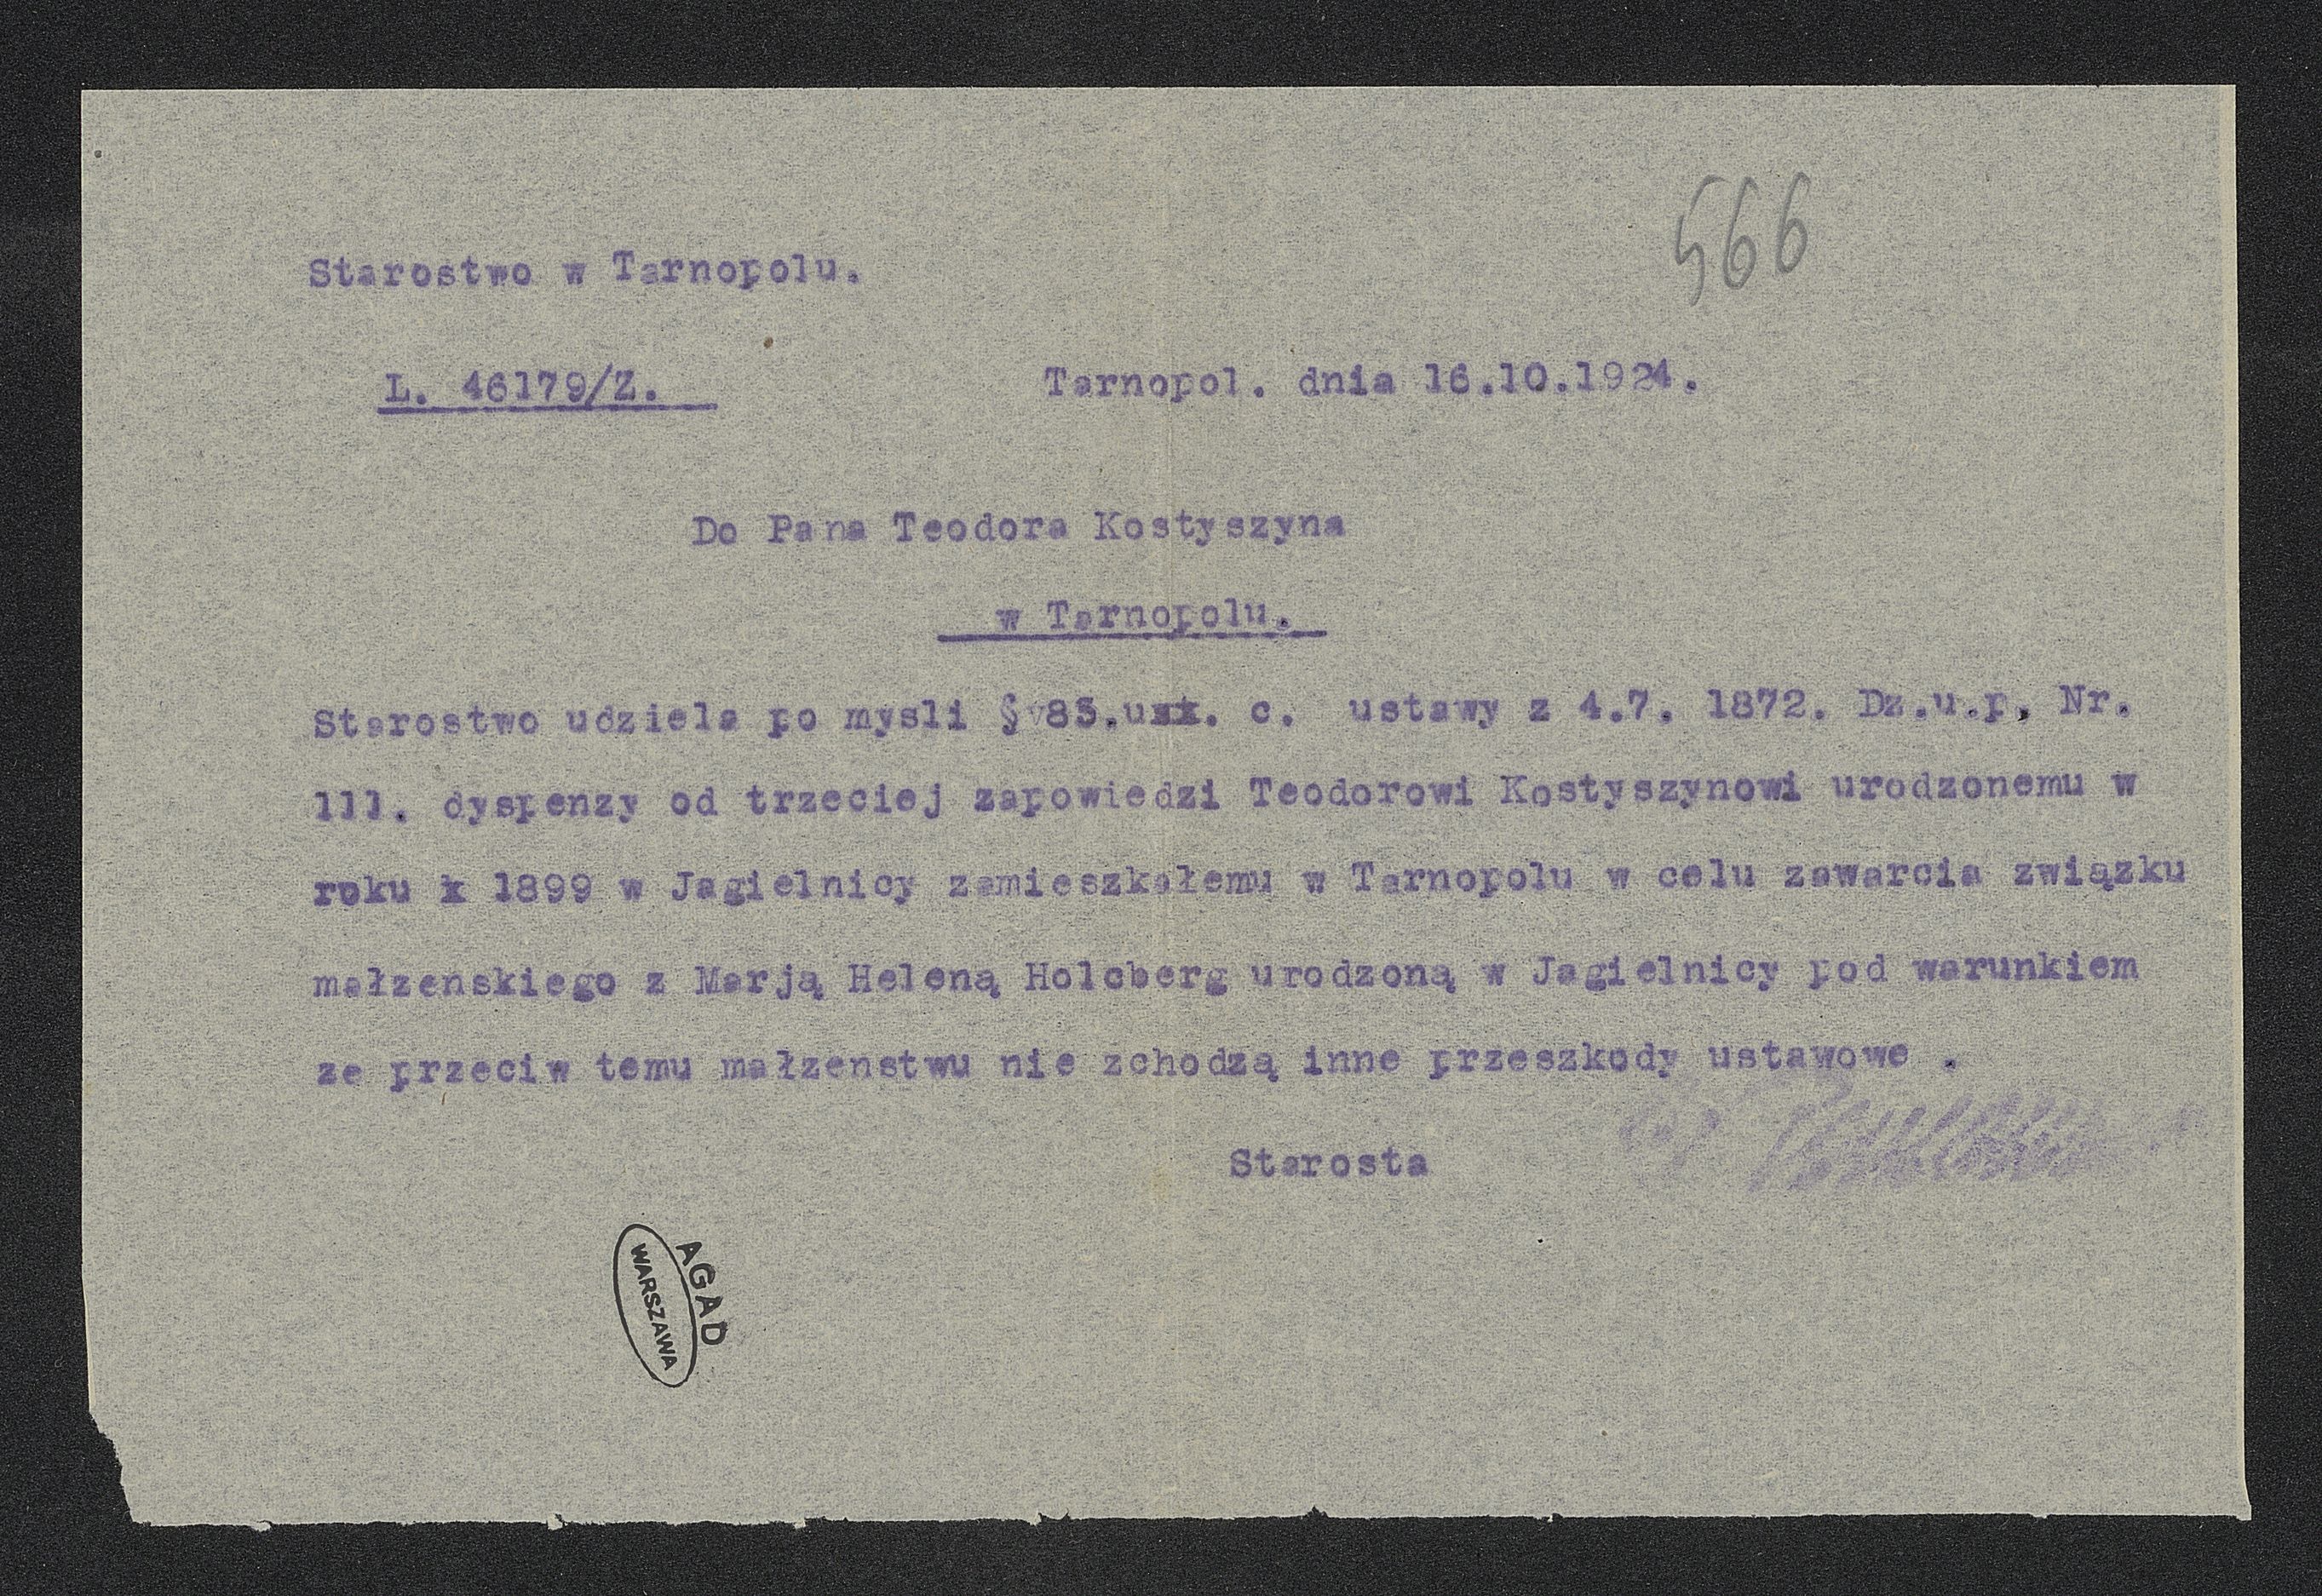 566
Starostwo w Tarnopolu.
L. 46179/Z.
Tarnopol. dnia 16.10.1924.
Do Pana Teodora Kostyszyna
w Tarnopolu.
Starostwo udziela po mysli § 85.u. c. ustawy z 4.7. 1872. Dz.u.p, Nr.
111. dyspenzy od trzeciej zapowiedzi Teodorowi Kostyszynowi urodzonemu w
roku x 1899 w Jagielnicy zamieszkałemu w Tarnopolu w celu zawarcia związku
małzenskiego z Marją Heleną Holcberg urodzoną w Jagielnicy pod warunkiem
ze przeciw temu małzenstwu nie zchodzą inne przeszkody ustawowe .
Starosta
AGAD
WARSZAWA